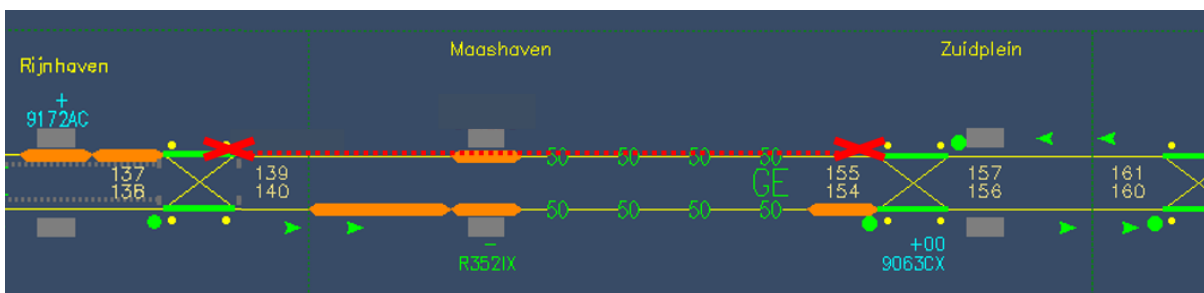 Rijnhaven
Maashaven
Zuidplein
+
9172AC
50 50 50 50
137 139 155 157 161
138 140 154 156 160
GE
50 50 50 50
-
R352IX
+00
9063CX